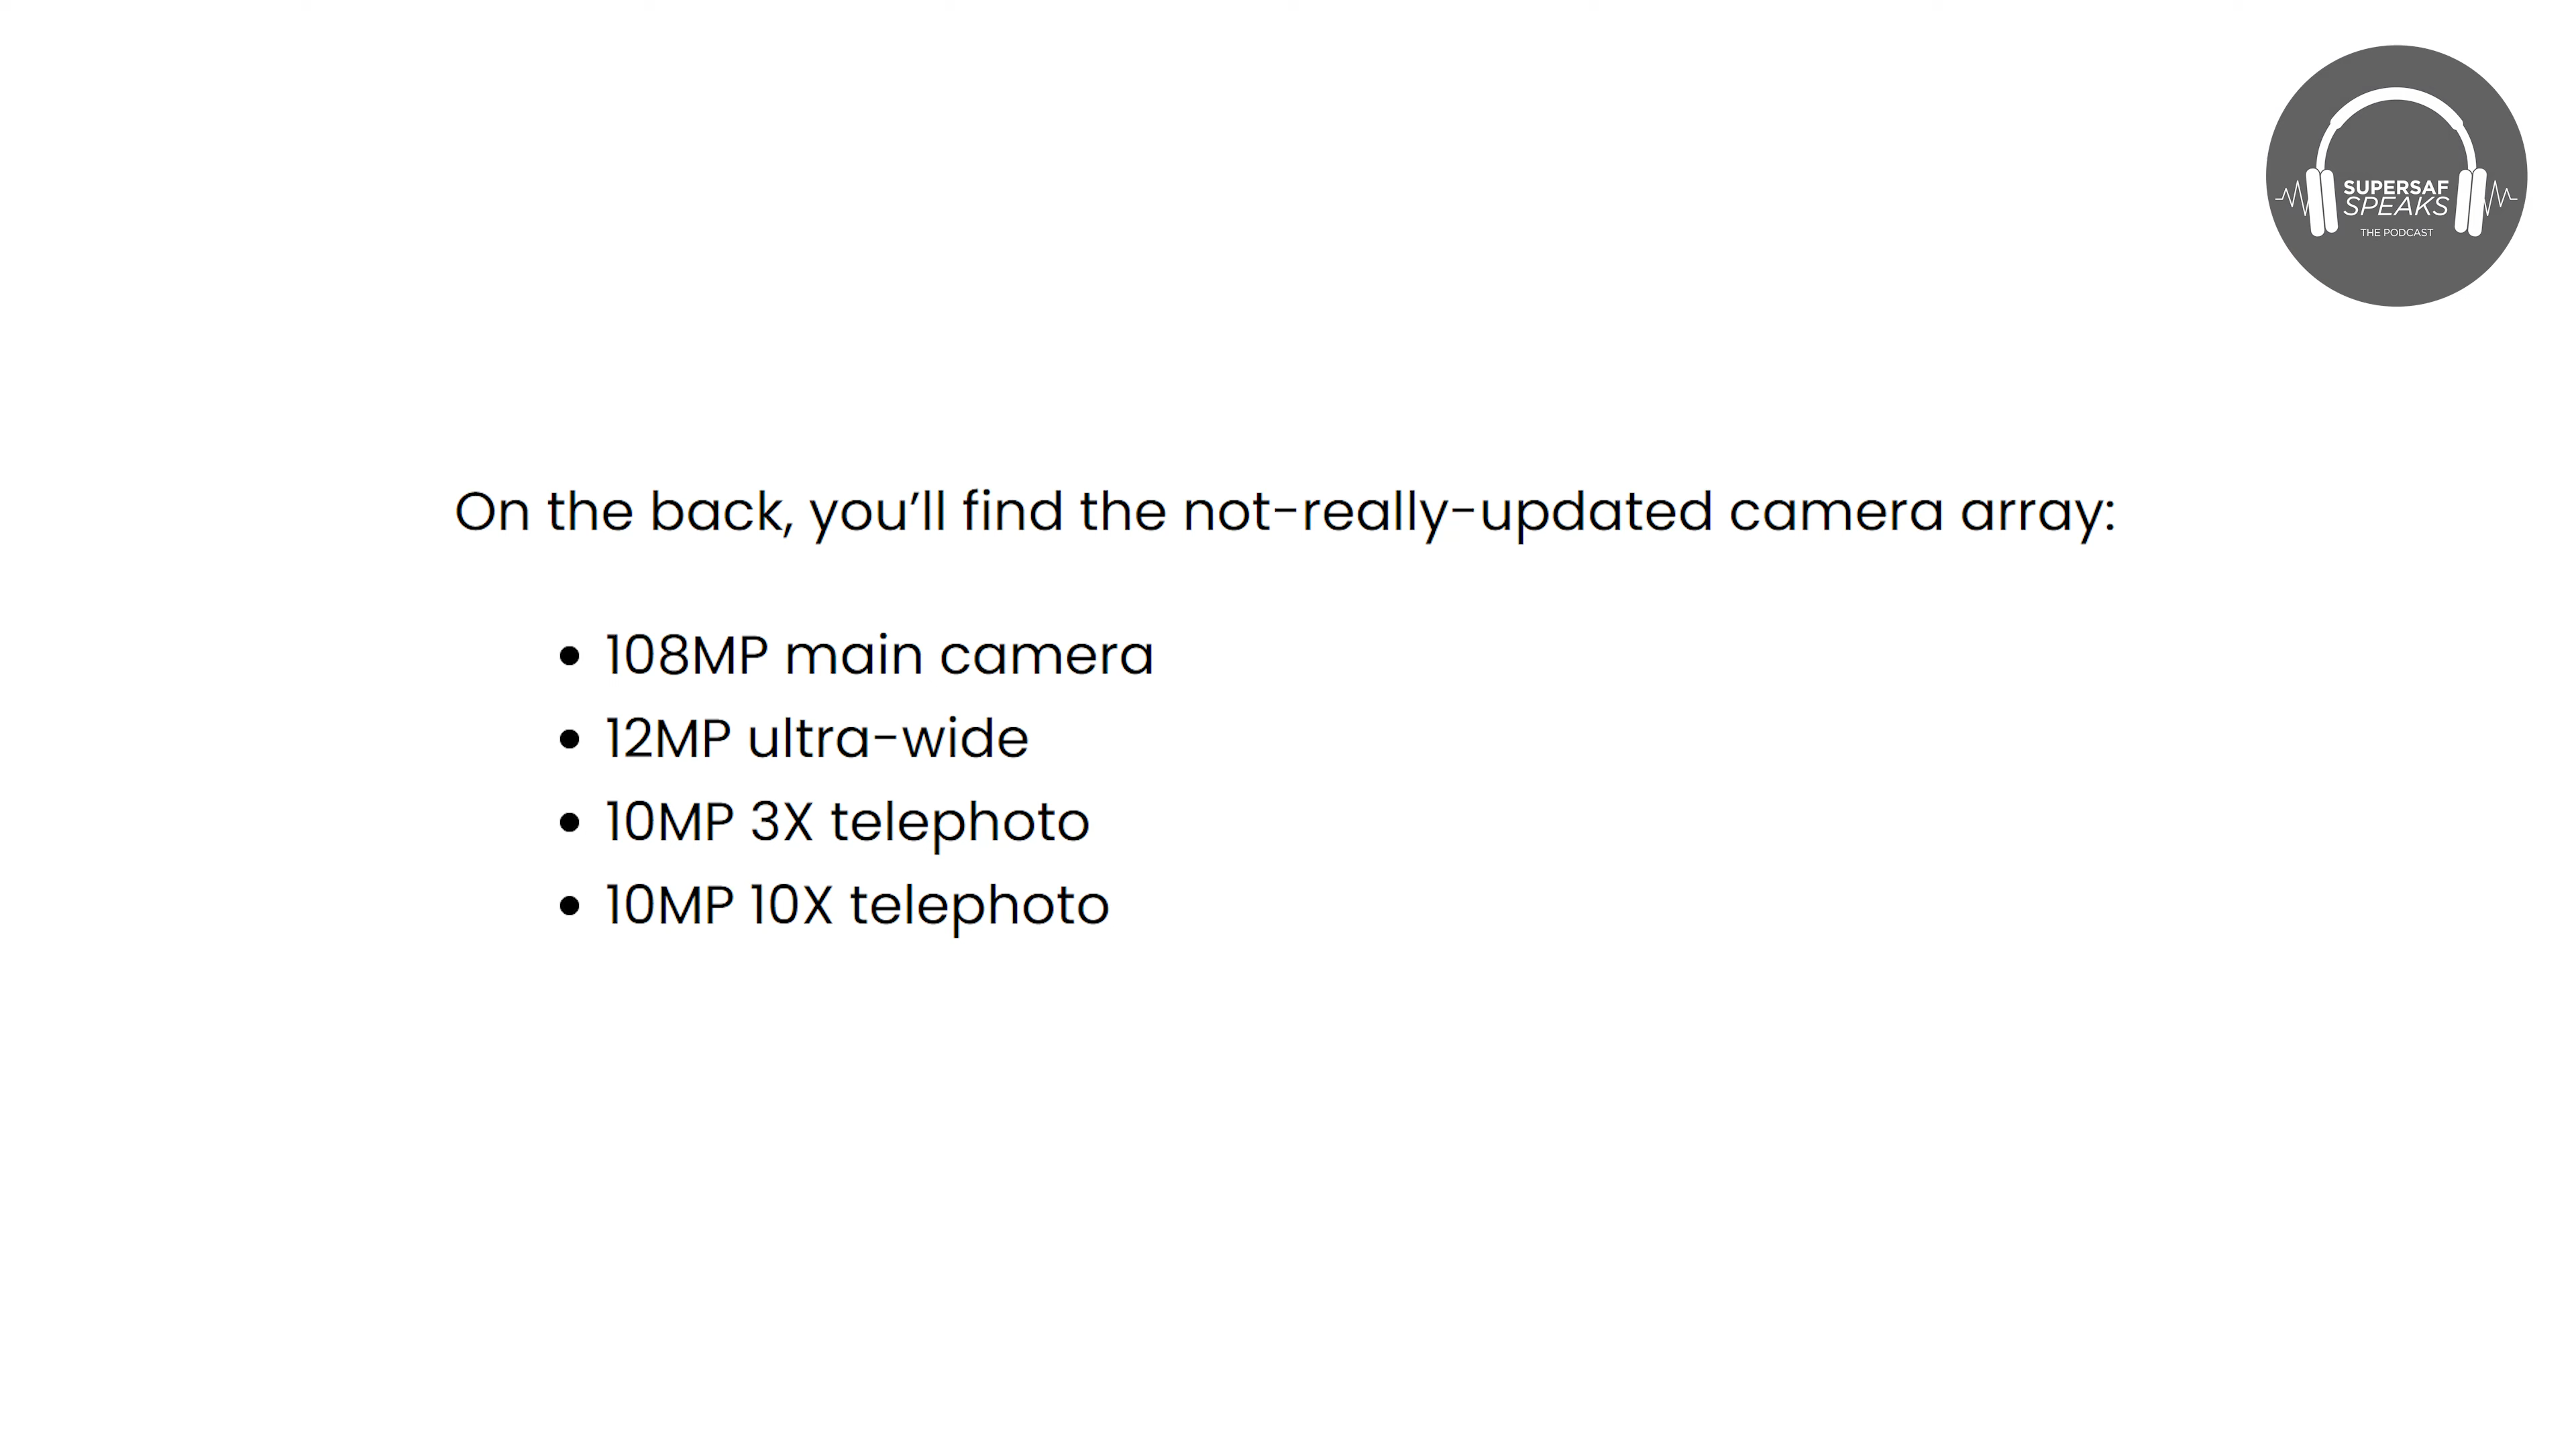 SUPERSAF
SPEAKS
THE PODCAST
On the back, you’ll find the not-really-updated camera array:
• 108MP main camera
• 12MP ultra-wide
• 10MP 3X telephoto
• 10MP 10X telephoto